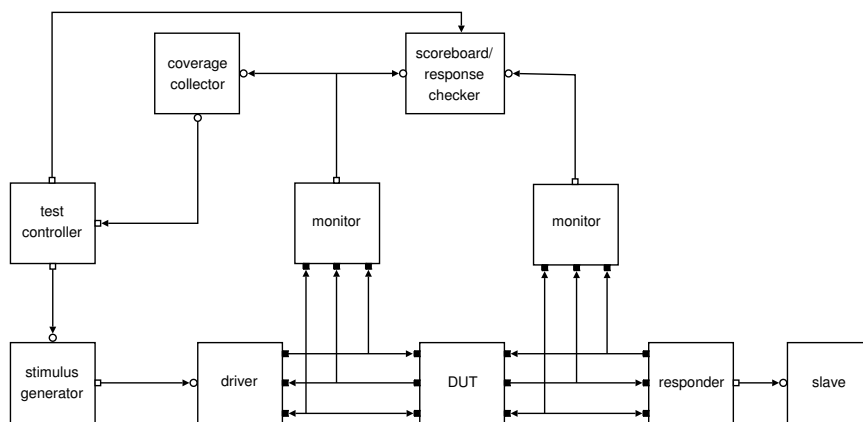 coverage
collector
scoreboard/
response
checker
test
controller
monitor
monitor
stimulus
generator
driver
DUT
responder
slave